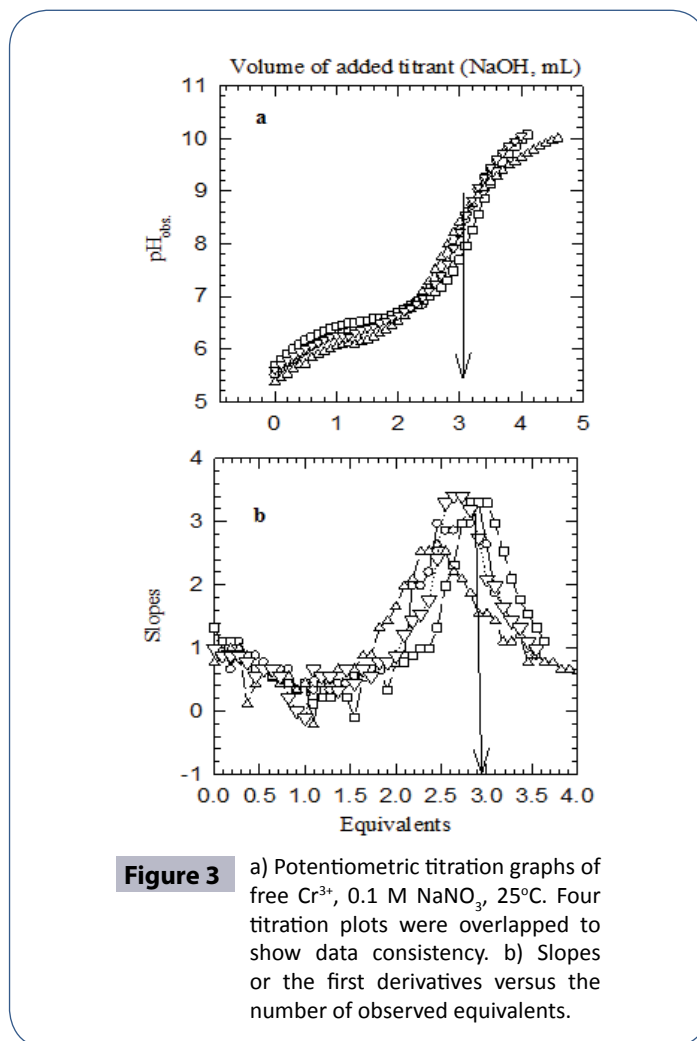 Volume of added titrant (NaOH, mL)
11
a
10
9
8
7
6
5
pH obs.
0 1 2 3 4 5
4
b
3
2
1
0
-1
Slopes
0.0 0.5 1.0 1.5 2.0 2.5 3.0 3.5 4.0
Equivalents
Figure 3
a) Potentiometric titration graphs of
free Cr³⁺, 0.1 M NaNO₃, 25°C. Four
titration plots were overlapped to
show data consistency. b) Slopes
or the first derivatives versus the
number of observed equivalents.